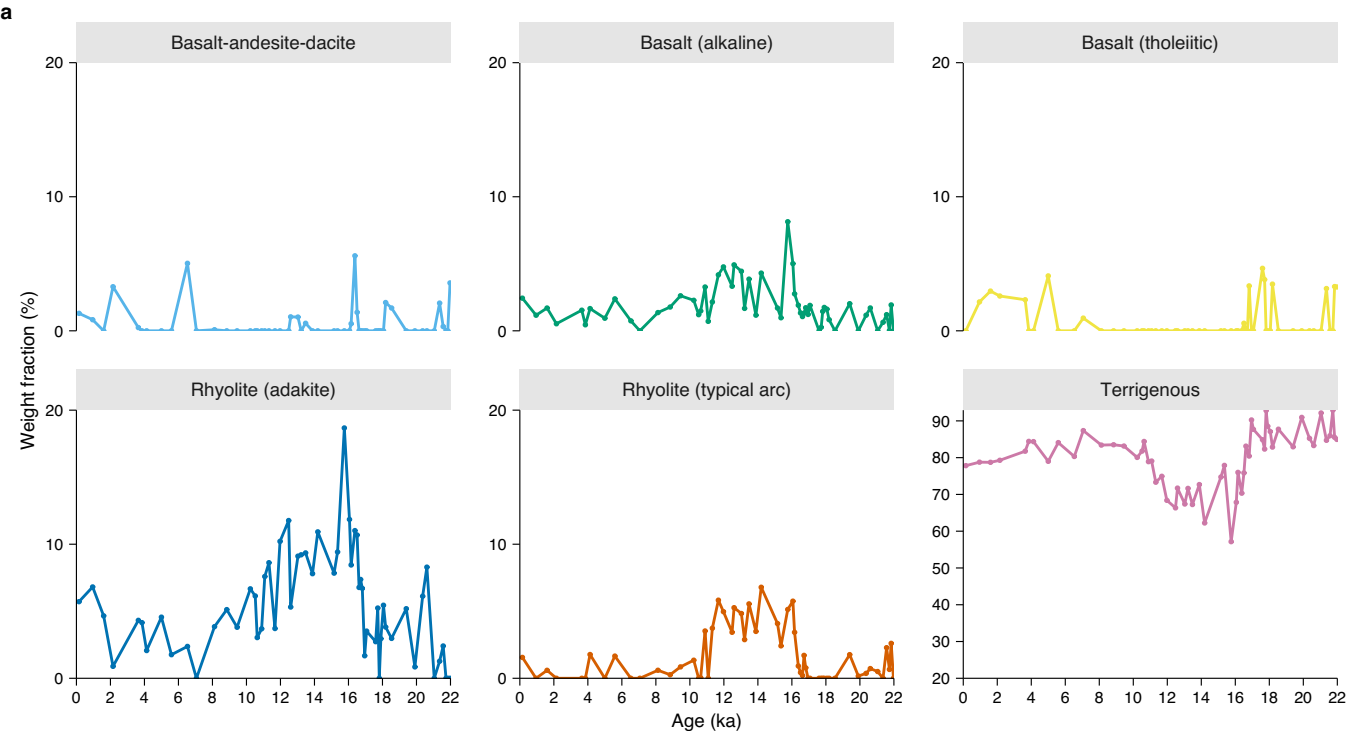 a
Basalt-andesite-dacite
Basalt (alkaline)
Basalt (tholeiitic)
20
10
0
20
10
0
20
10
0
Weight fraction (%)
Rhyolite (adakite)
Rhyolite (typical arc)
Terrigenous
20
10
0
20
10
0
90
80
70
60
50
40
30
20
0 2 4 6 8 10 12 14 16 18 20 22
0 2 4 6 8 10 12 14 16 18 20 22
0 2 4 6 8 10 12 14 16 18 20 22
Age (ka)